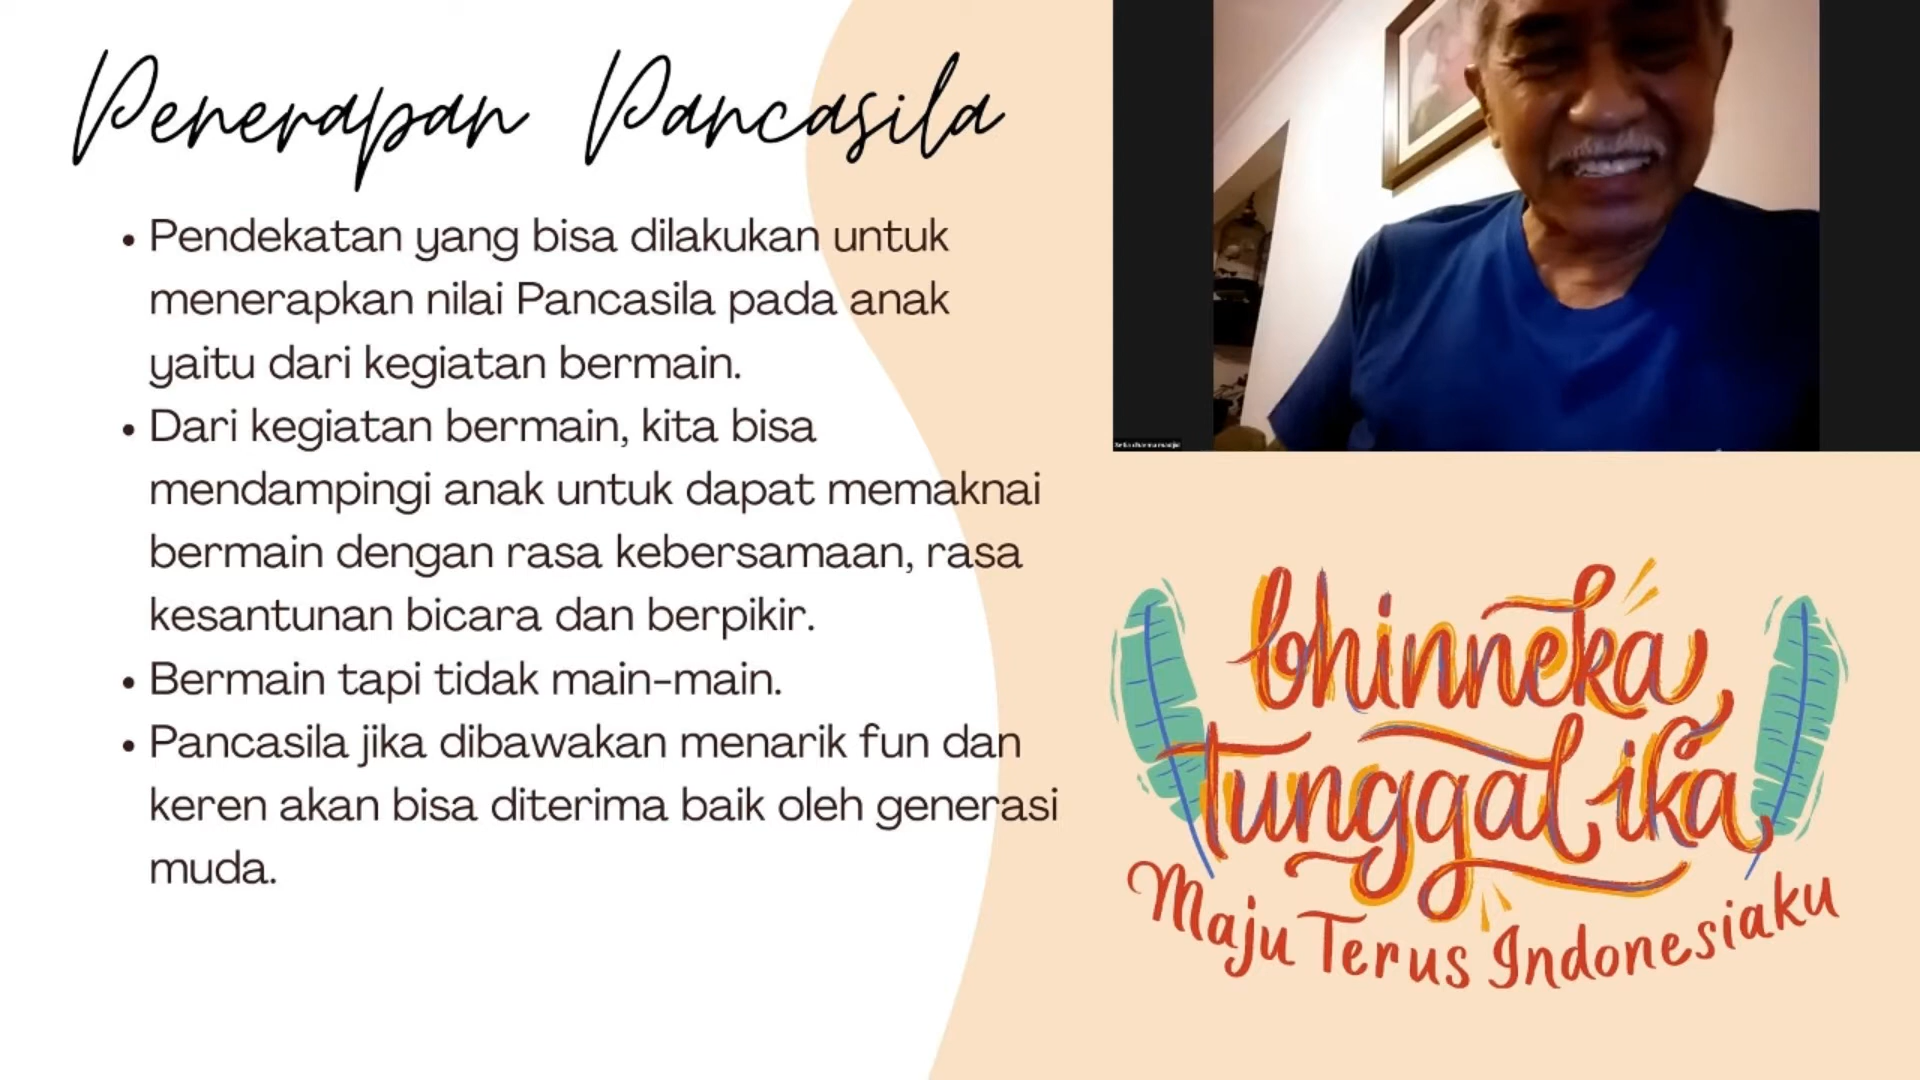 Penerapan Pancasila
• Pendekatan yang bisa dilakukan untuk
menerapkan nilai Pancasila pada anak
yaitu dari kegiatan bermain.
• Dari kegiatan bermain, kita bisa
mendampingi anak untuk dapat memaknai
bermain dengan rasa kebersamaan, rasa
kesantunan bicara dan berpikir.
• Bermain tapi tidak main-main.
• Pancasila jika dibawakan menarik fun dan
keren akan bisa diterima baik oleh generasi
muda.
bhinneka
tunggal ika
Maju Terus Indonesiaku